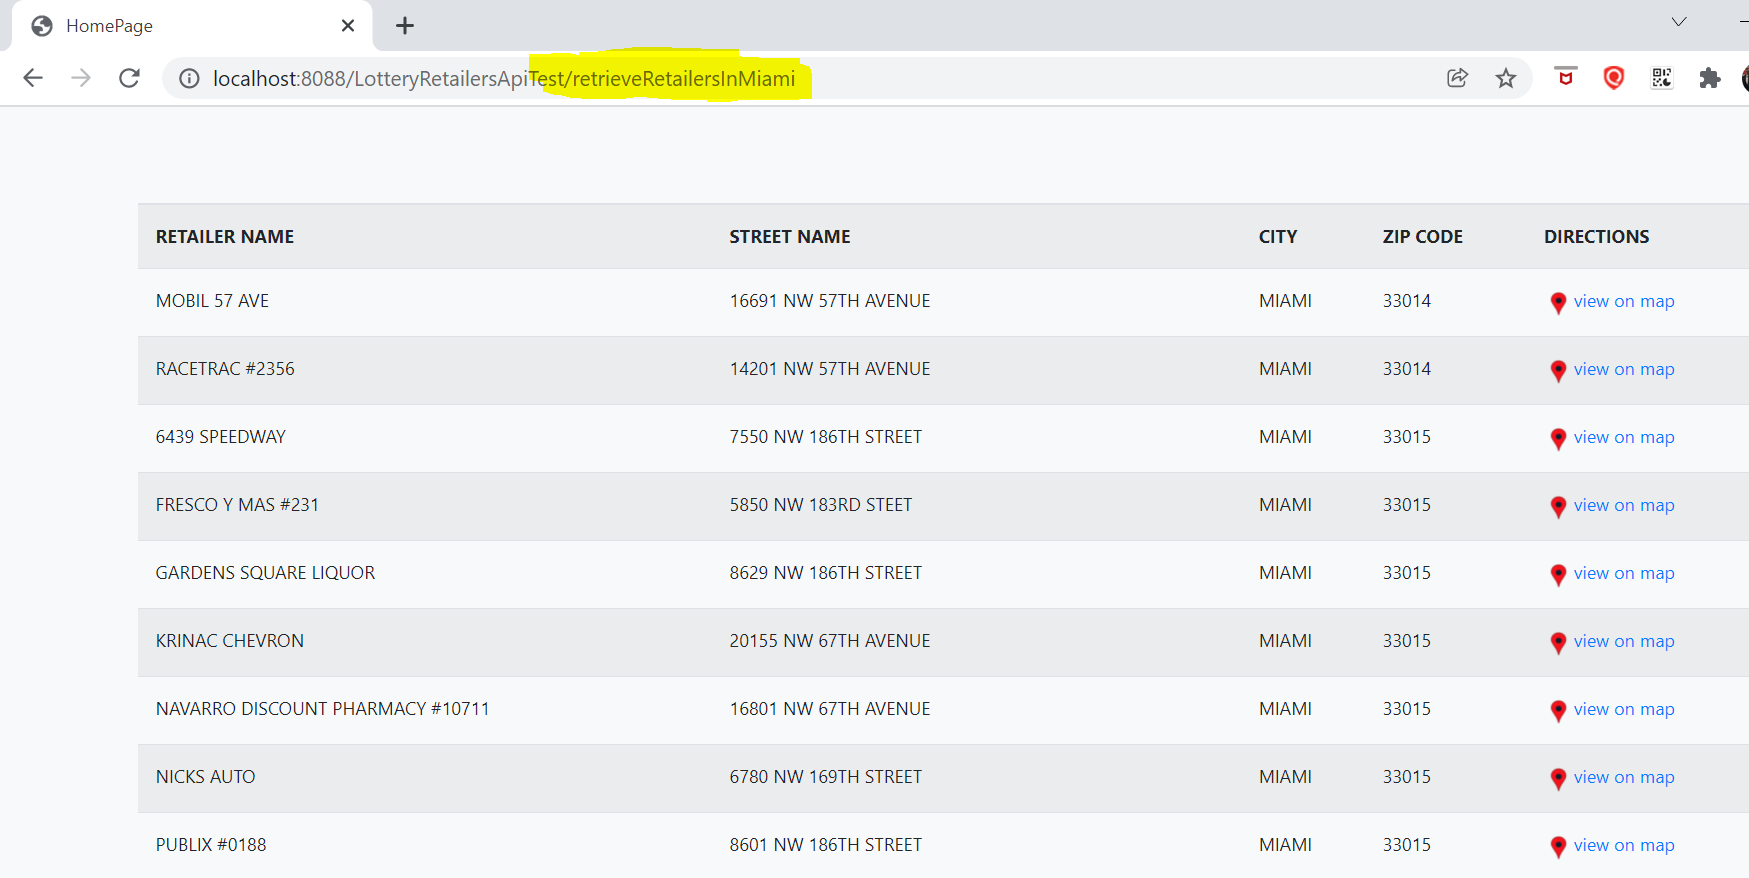 HomePage
localhost:8088/LotteryRetailersApiTest/retrieveRetailersInMiami
RETAILER NAME STREET NAME CITY ZIP CODE DIRECTIONS
MOBIL 57 AVE 16691 NW 57TH AVENUE MIAMI 33014 view on map
RACETRAC #2356 14201 NW 57TH AVENUE MIAMI 33014 view on map
6439 SPEEDWAY 7550 NW 186TH STREET MIAMI 33015 view on map
FRESCO Y MAS #231 5850 NW 183RD STEET MIAMI 33015 view on map
GARDENS SQUARE LIQUOR 8629 NW 186TH STREET MIAMI 33015 view on map
KRINAC CHEVRON 20155 NW 67TH AVENUE MIAMI 33015 view on map
NAVARRO DISCOUNT PHARMACY #10711 16801 NW 67TH AVENUE MIAMI 33015 view on map
NICKS AUTO 6780 NW 169TH STREET MIAMI 33015 view on map
PUBLIX #0188 8601 NW 186TH STREET MIAMI 33015 view on map